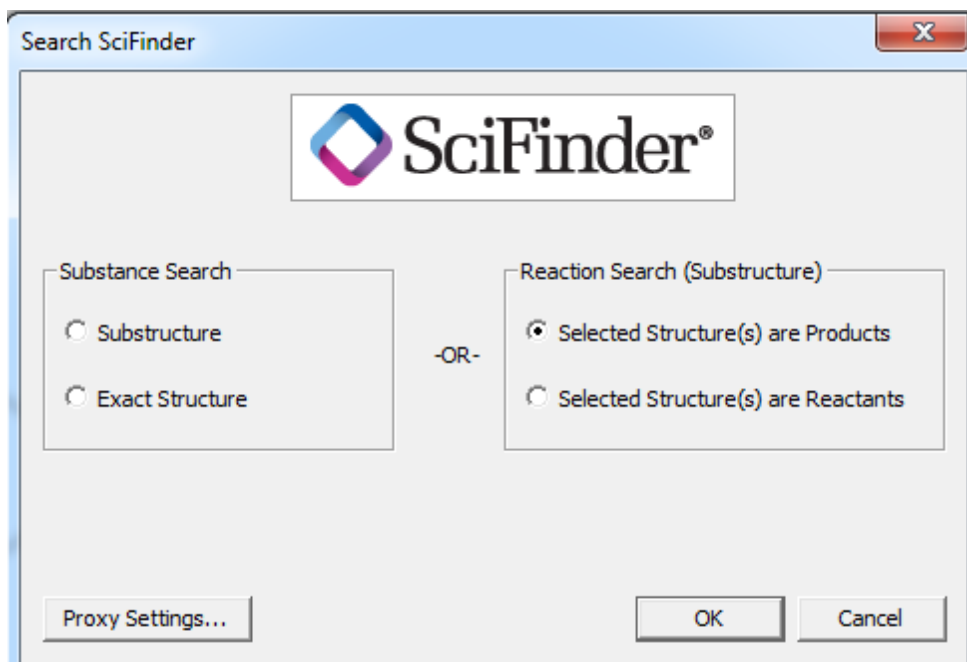 Search SciFinder
SciFinder®
Substance Search
Substructure
Exact Structure
-OR-
Reaction Search (Substructure)
Selected Structure(s) are Products
Selected Structure(s) are Reactants
Proxy Settings...
OK
Cancel